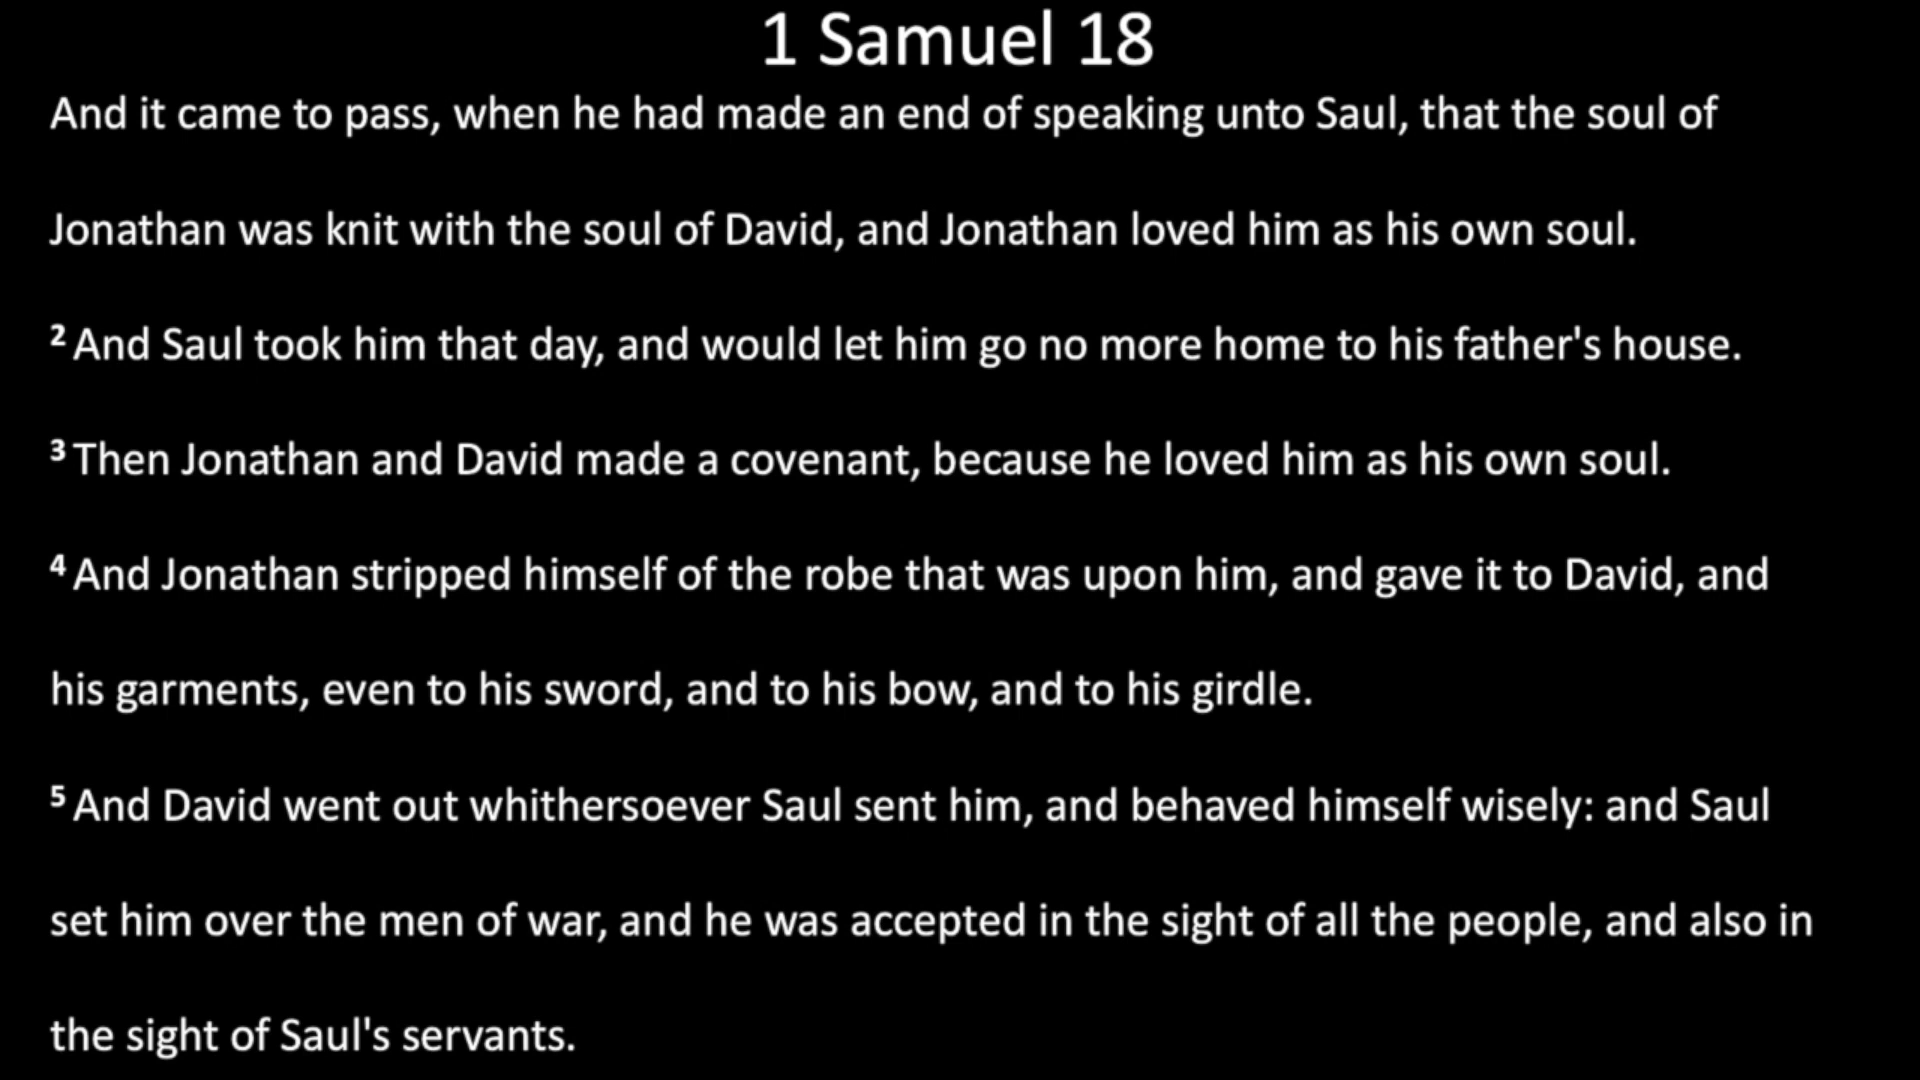 1 Samuel 18
And it came to pass, when he had made an end of speaking unto Saul, that the soul of
Jonathan was knit with the soul of David, and Jonathan loved him as his own soul.
2 And Saul took him that day, and would let him go no more home to his father's house.
3 Then Jonathan and David made a covenant, because he loved him as his own soul.
4 And Jonathan stripped himself of the robe that was upon him, and gave it to David, and
his garments, even to his sword, and to his bow, and to his girdle.
5 And David went out whithersoever Saul sent him, and behaved himself wisely: and Saul
set him over the men of war, and he was accepted in the sight of all the people, and also in
the sight of Saul's servants.